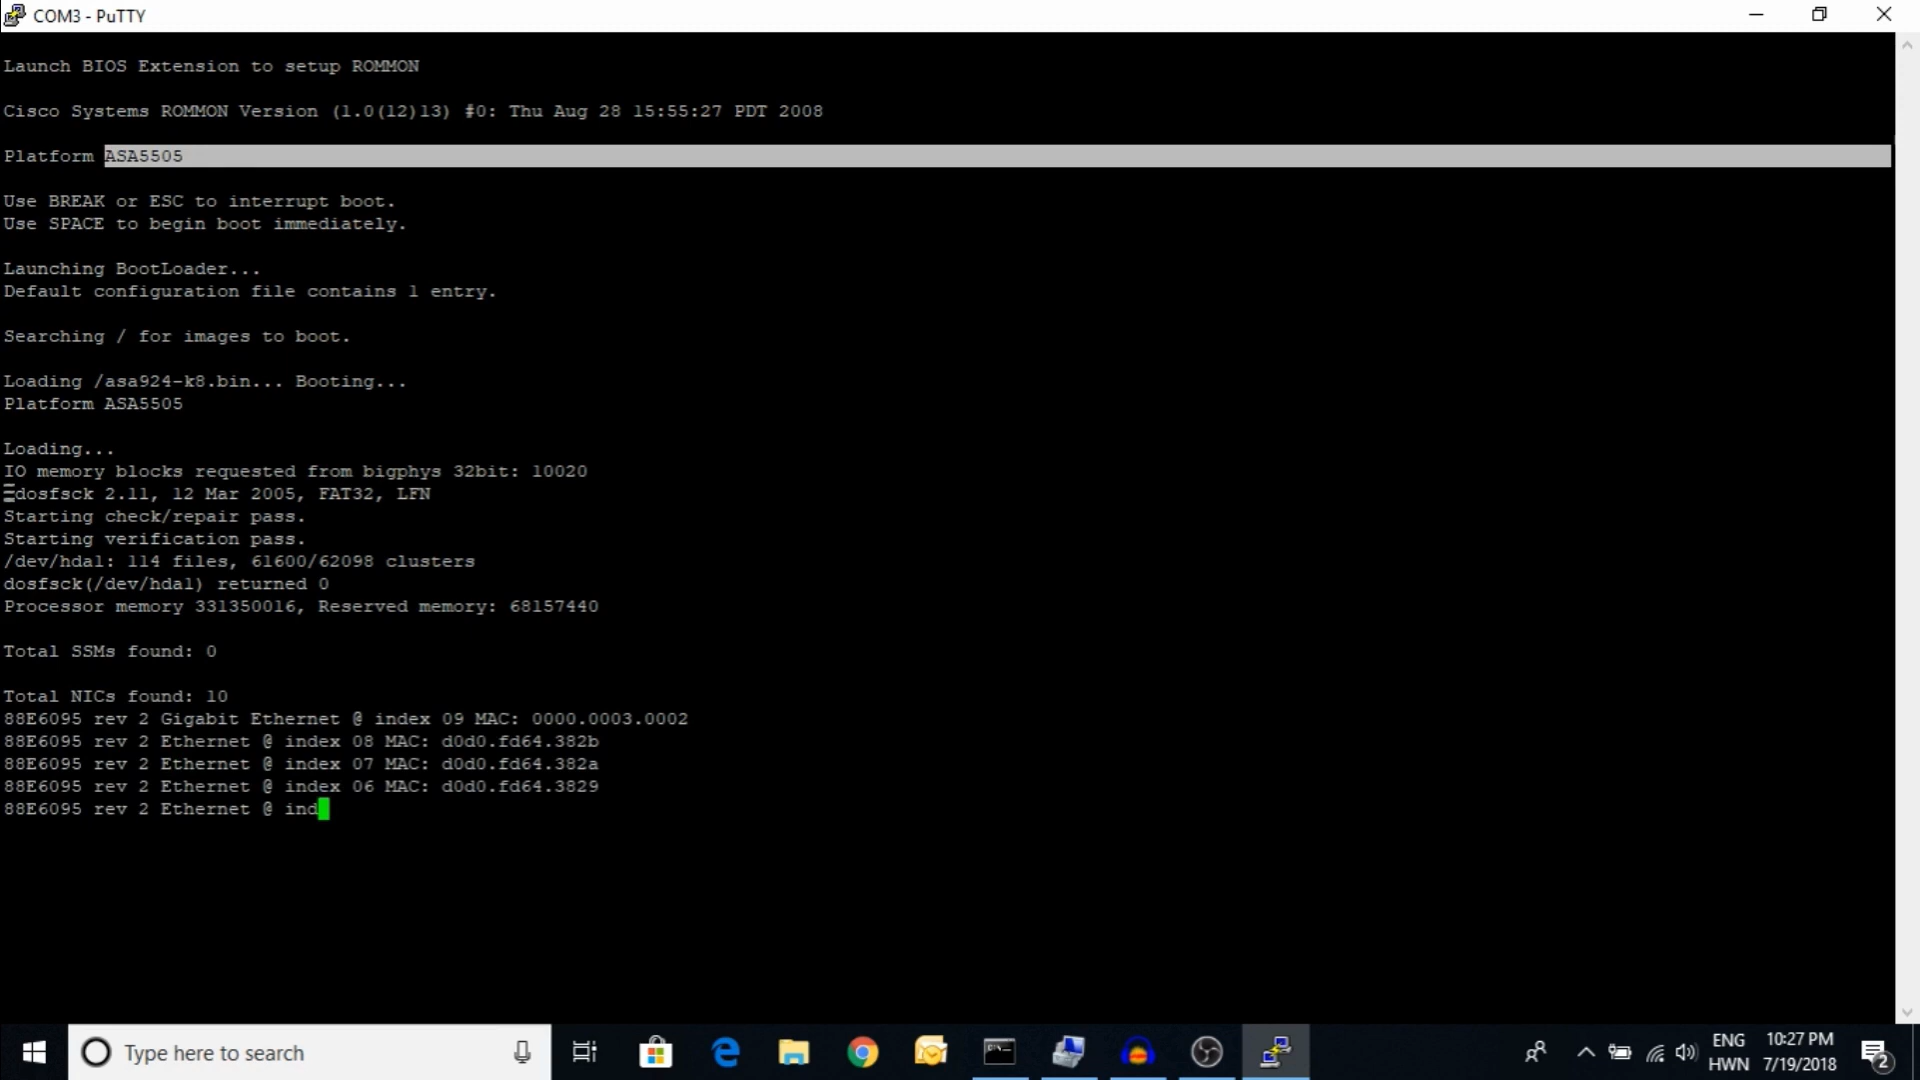 COM3 - PuTTY
Launch BIOS Extension to setup ROMMON
Cisco Systems ROMMON Version (1.0(12)13) #0: Thu Aug 28 15:55:27 PDT 2008
Platform ASA5505
Use BREAK or ESC to interrupt boot.
Use SPACE to begin boot immediately.
Launching BootLoader...
Default configuration file contains 1 entry.
Searching / for images to boot.
Loading /asa924-k8.bin... Booting...
Platform ASA5505
Loading...
IO memory blocks requested from bigphys 32bit: 10020
dosfsck 2.11, 12 Mar 2005, FAT32, LFN
Starting check/repair pass.
Starting verification pass.
/dev/hda1: 114 files, 61600/62098 clusters
dosfsck(/dev/hda1) returned 0
Processor memory 331350016, Reserved memory: 68157440
Total SSMs found: 0
Total NICs found: 10
88E6095 rev 2 Gigabit Ethernet @ index 09 MAC: 0000.0003.0002
88E6095 rev 2 Ethernet @ index 08 MAC: d0d0.fd64.382b
88E6095 rev 2 Ethernet @ index 07 MAC: d0d0.fd64.382a
88E6095 rev 2 Ethernet @ index 06 MAC: d0d0.fd64.3829
88E6095 rev 2 Ethernet @ ind
Type here to search
ENG
HWN
10:27 PM
7/19/2018
2